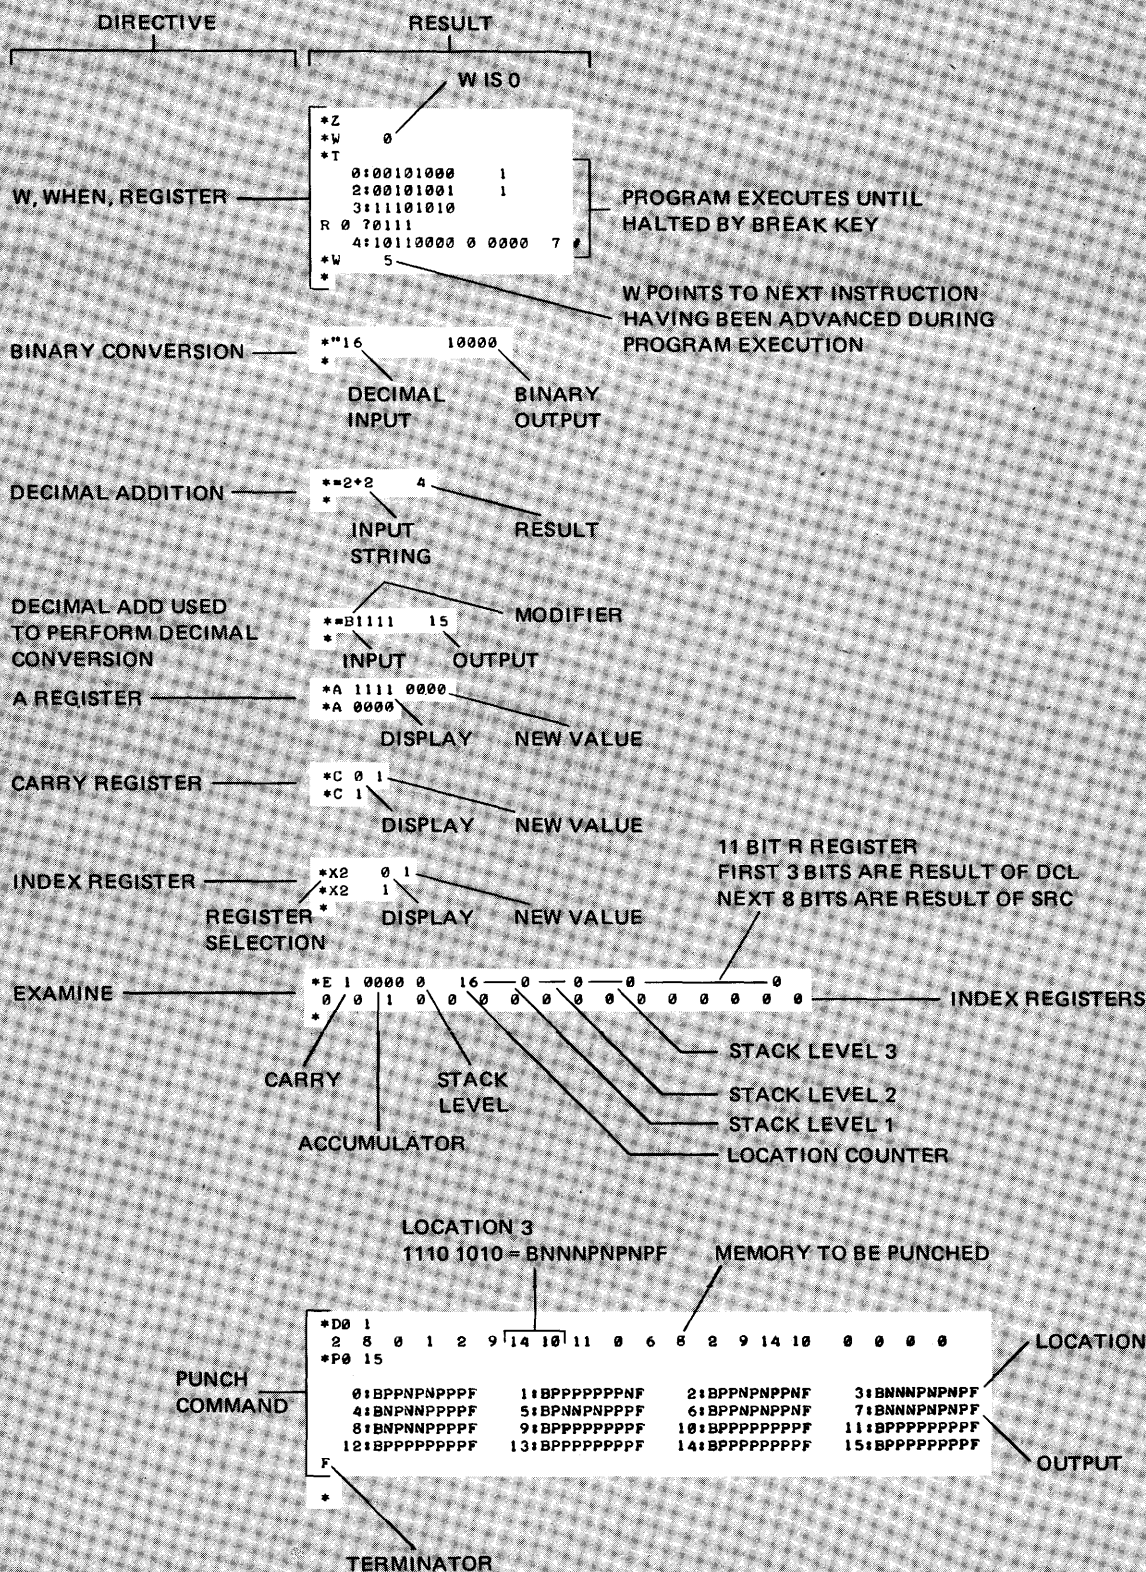 DIRECTIVE
RESULT
W IS 0
*Z
*W 0
*T
0:00101000 1
2:00101001 1
3:11101010
R 0 ?0111
4:10110000 0 0000 7 0
*W 5
*
W, WHEN, REGISTER
PROGRAM EXECUTES UNTIL
HALTED BY BREAK KEY
W POINTS TO NEXT INSTRUCTION
HAVING BEEN ADVANCED DURING
PROGRAM EXECUTION
BINARY CONVERSION
*"16 10000
*
DECIMAL
INPUT
BINARY
OUTPUT
DECIMAL ADDITION
*=2+2 4
*
INPUT
STRING
RESULT
DECIMAL ADD USED
TO PERFORM DECIMAL
CONVERSION
*=B1111 15
*
MODIFIER
INPUT
OUTPUT
A REGISTER
*A 1111 0000
*A 0000
DISPLAY
NEW VALUE
CARRY REGISTER
*C 0 1
*C 1
DISPLAY
NEW VALUE
11 BIT R REGISTER
FIRST 3 BITS ARE RESULT OF DCL
NEXT 8 BITS ARE RESULT OF SRC
INDEX REGISTER
*X2 0 1
*X2 1
*
REGISTER
SELECTION
DISPLAY
NEW VALUE
EXAMINE
*E 1 0000 0 16 0 0 0 0
0 0 1 0 0 0 0 0 0 0 0 0 0 0 0 0
*
INDEX REGISTERS
STACK LEVEL 3
CARRY
STACK
LEVEL
STACK LEVEL 2
STACK LEVEL 1
ACCUMULATOR
LOCATION COUNTER
LOCATION 3
1110 1010 = BNNNPNPNPF
MEMORY TO BE PUNCHED
*D0 1
2 8 0 1 2 9 14 10 11 0 6 8 2 9 14 10 0 0 0 0
*P0 15
LOCATION
PUNCH
COMMAND
0:BPPNPNPPPF 1:BPPPPPPPNF 2:BPPNPNPPNF 3:BNNNPNPNPF
4:BNPNNPPPPF 5:BPNNPNPPPF 6:BPPNPNPPNF 7:BNNNPNPNPF
8:BNPNNPPPPF 9:BPPPPPPPPF 10:BPPPPPPPPF 11:BPPPPPPPPF
12:BPPPPPPPPF 13:BPPPPPPPPF 14:BPPPPPPPPF 15:BPPPPPPPPF
F
*
OUTPUT
TERMINATOR